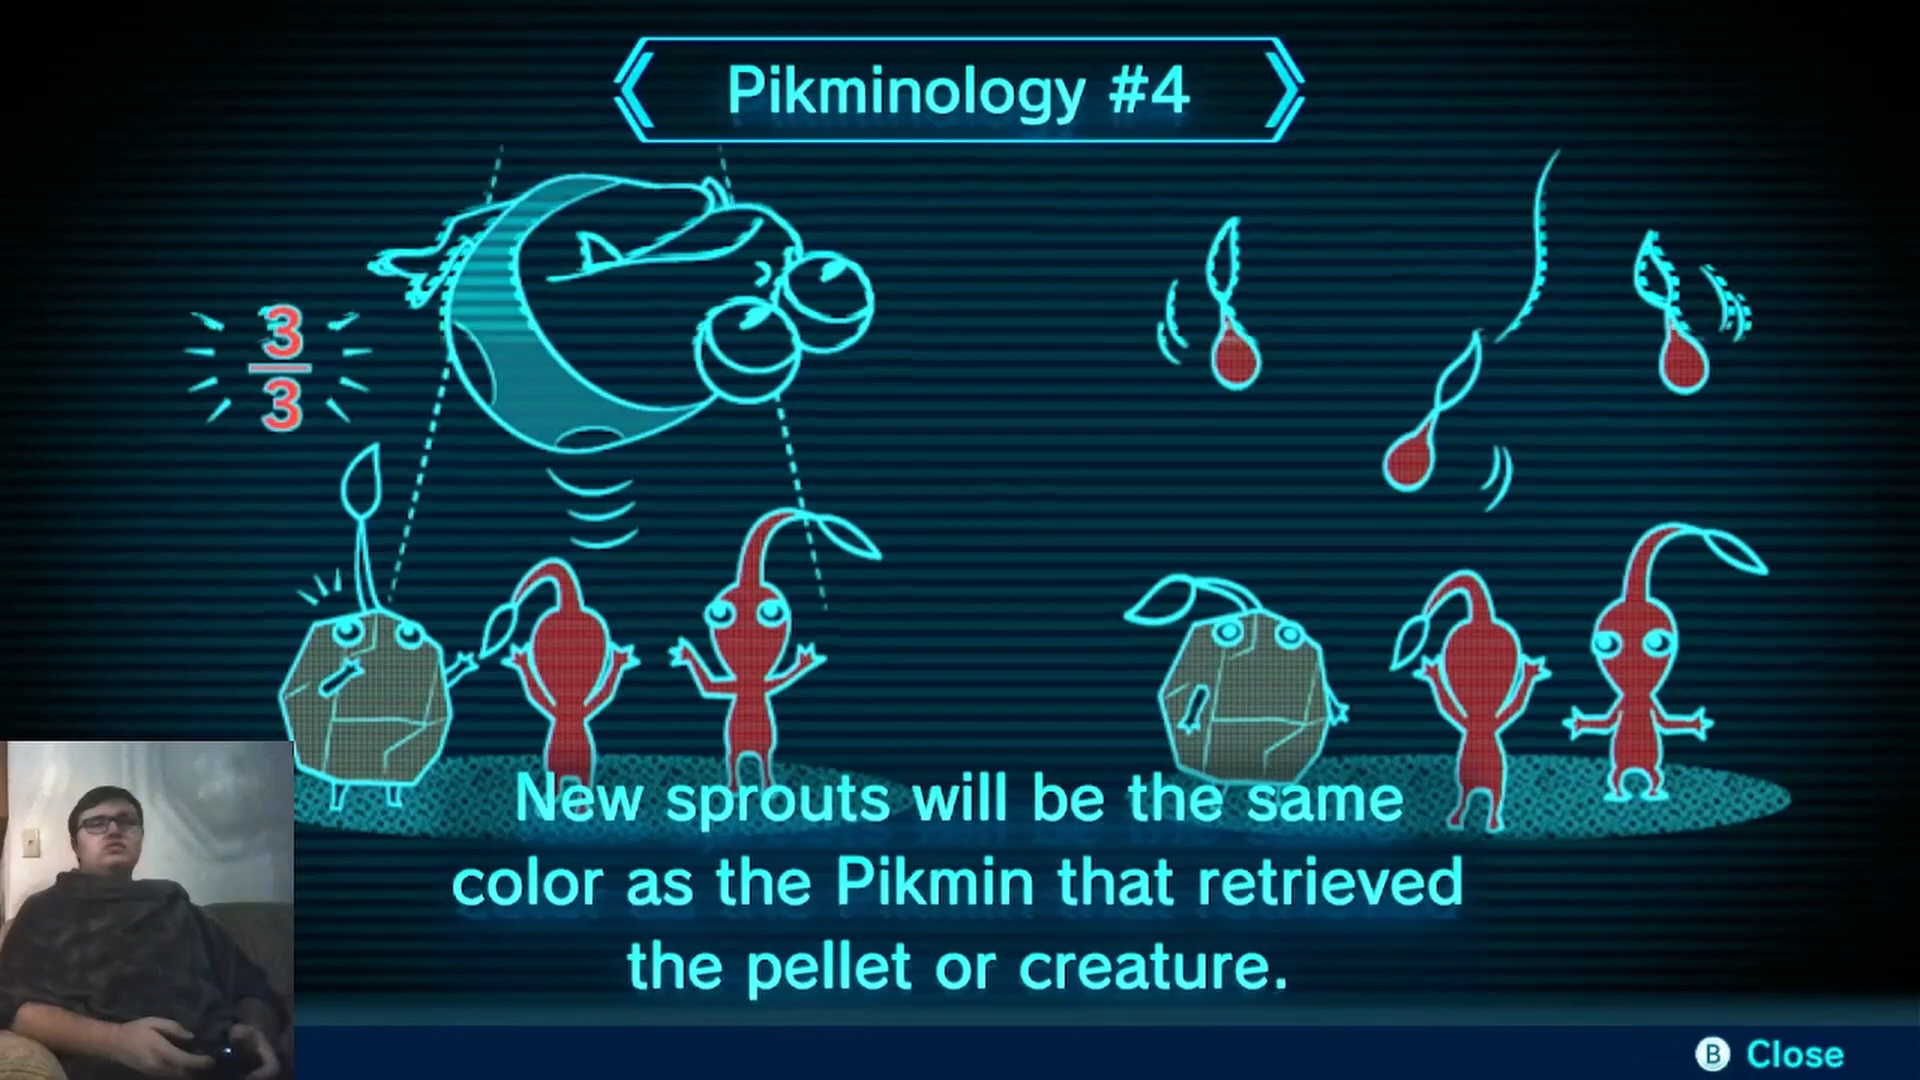 Pikminology #4
3
3
New sprouts will be the same
color as the Pikmin that retrieved
the pellet or creature.
B Close